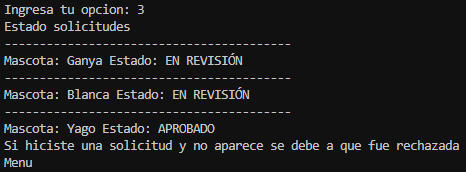 Ingresa tu opcion: 3
Estado solicitudes
-----------------------------------------
Mascota: Ganya Estado: EN REVISIÓN
-----------------------------------------
Mascota: Blanca Estado: EN REVISIÓN
-----------------------------------------
Mascota: Yago Estado: APROBADO
Si hiciste una solicitud y no aparece se debe a que fue rechazada
Menu